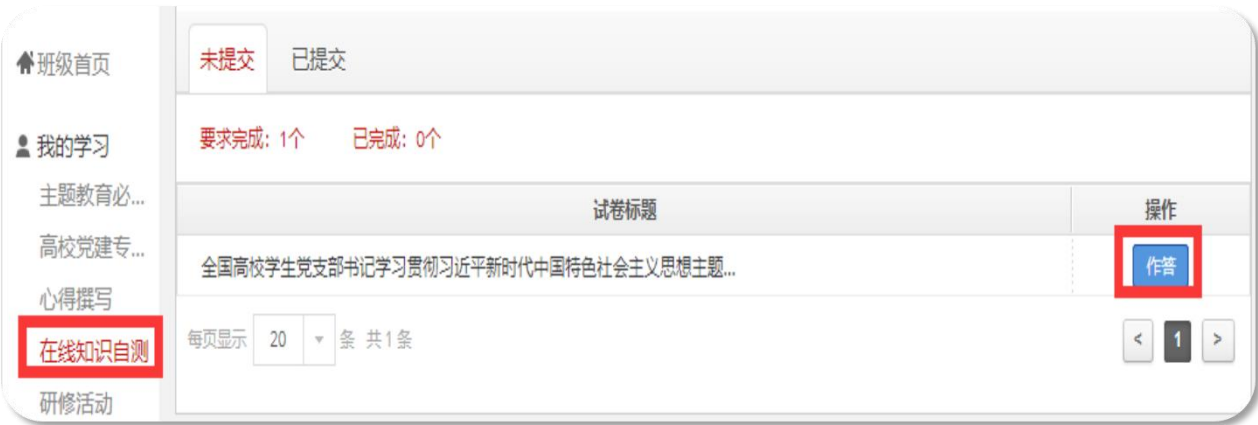 班级首页
我的学习
主题教育必...
高校党建专...
心得撰写
在线知识自测
研修活动
未提交 已提交
要求完成：1个 已完成：0个
试卷标题 操作
全国高校学生党支部书记学习贯彻习近平新时代中国特色社会主义思想主题... 作答
每页显示 20 条 共1条 < 1 >